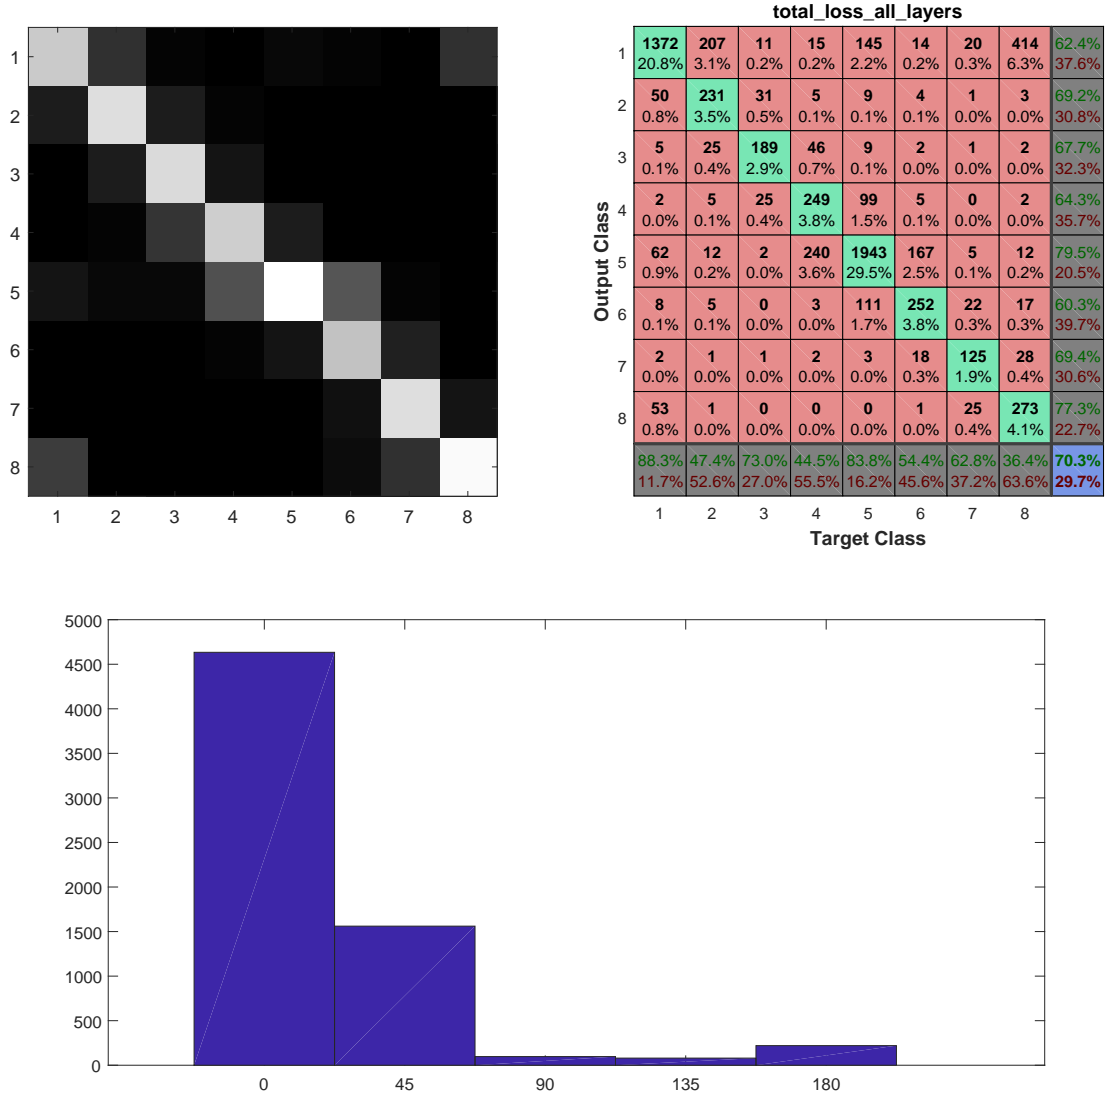 total_loss_all_layers
1
2
3
4
5
6
7
8
1 2 3 4 5 6 7 8
Output Class
1 1372 207 11 15 145 14 20 414 62.4%
20.8% 3.1% 0.2% 0.2% 2.2% 0.2% 0.3% 6.3% 37.6%
2 50 231 31 5 9 4 1 3 69.2%
0.8% 3.5% 0.5% 0.1% 0.1% 0.1% 0.0% 0.0% 30.8%
3 5 25 189 46 9 2 1 2 67.7%
0.1% 0.4% 2.9% 0.7% 0.1% 0.0% 0.0% 0.0% 32.3%
4 2 5 25 249 99 5 0 2 64.3%
0.0% 0.1% 0.4% 3.8% 1.5% 0.1% 0.0% 0.0% 35.7%
5 62 12 2 240 1943 167 5 12 79.5%
0.9% 0.2% 0.0% 3.6% 29.5% 2.5% 0.1% 0.2% 20.5%
6 8 5 0 3 111 252 22 17 60.3%
0.1% 0.1% 0.0% 0.0% 1.7% 3.8% 0.3% 0.3% 39.7%
7 2 1 1 2 3 18 125 28 69.4%
0.0% 0.0% 0.0% 0.0% 0.0% 0.3% 1.9% 0.4% 30.6%
8 53 1 0 0 0 1 25 273 77.3%
0.8% 0.0% 0.0% 0.0% 0.0% 0.0% 0.4% 4.1% 22.7%
88.3% 47.4% 73.0% 44.5% 83.8% 54.4% 62.8% 36.4% 70.3%
11.7% 52.6% 27.0% 55.5% 16.2% 45.6% 37.2% 63.6% 29.7%
1 2 3 4 5 6 7 8
Target Class
5000
4500
4000
3500
3000
2500
2000
1500
1000
500
0
0 45 90 135 180